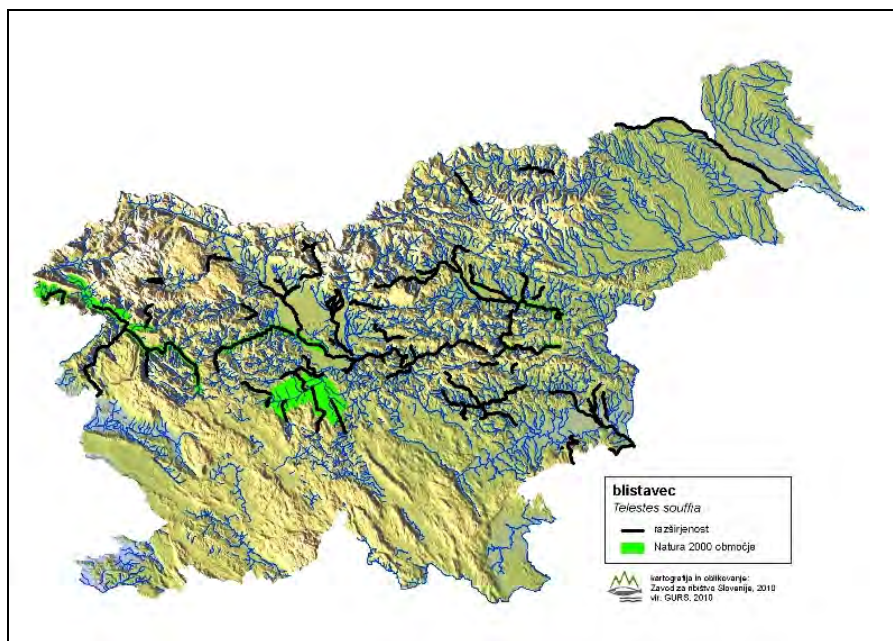 blistavec
Telestes souffia
razširjenost
Natura 2000 območje
kartografija in oblikovanje:
Zavod za ribištvo Slovenije, 2010
vir: GURS, 2010